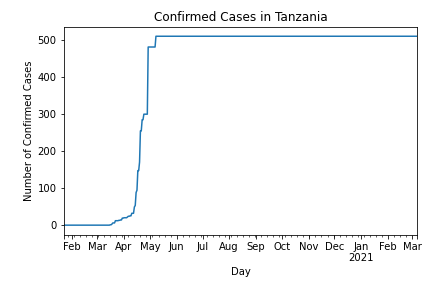 Confirmed Cases in Tanzania
Number of Confirmed Cases
500
400
300
200
100
0
Feb Mar Apr May Jun Jul Aug Sep Oct Nov Dec Jan Feb Mar
2021
Day